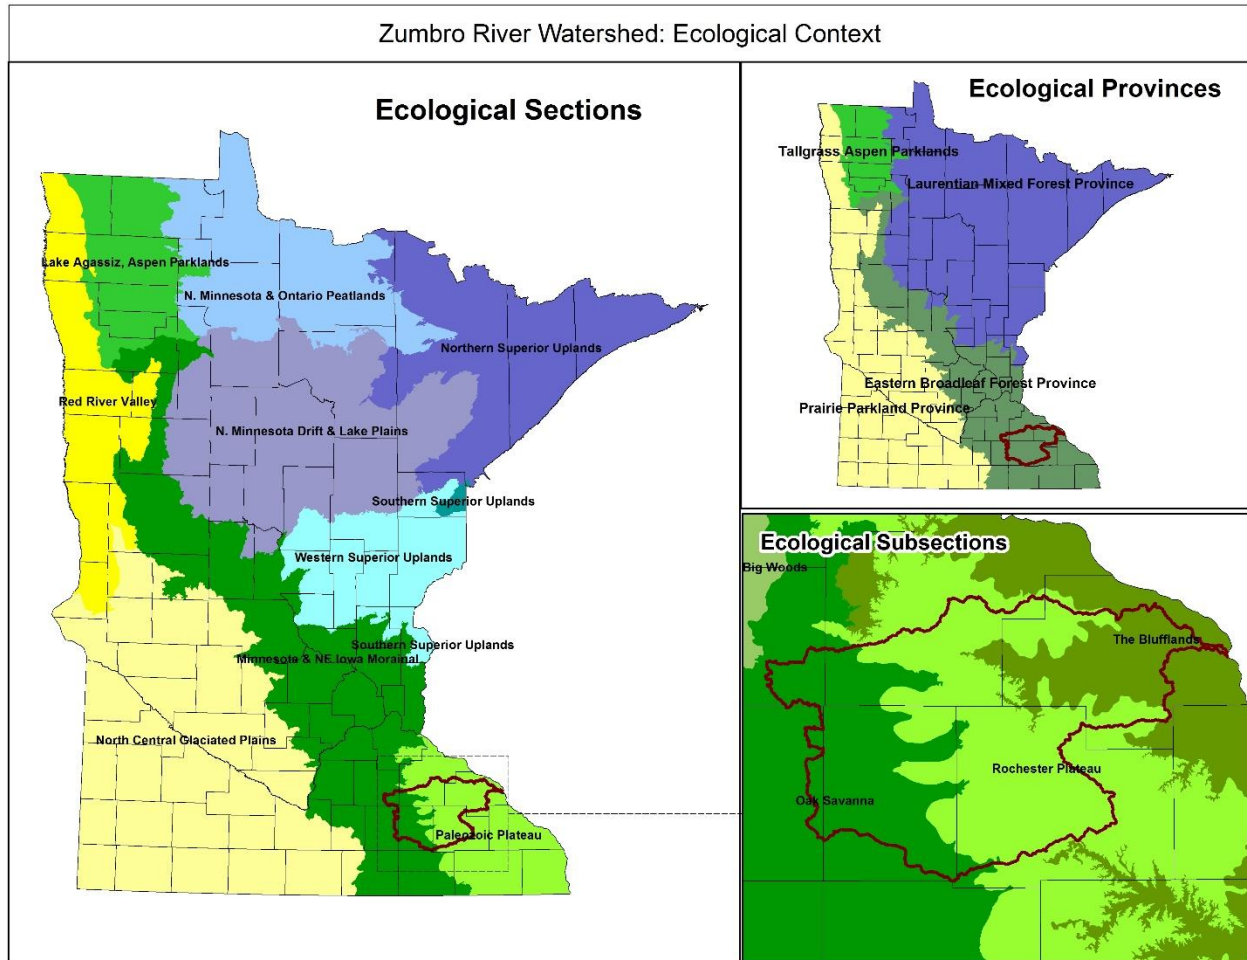 Zumbro River Watershed: Ecological Context
Ecological Sections
Lake Agassiz, Aspen Parklands
N. Minnesota & Ontario Peatlands
Northern Superior Uplands
Red River Valley
N. Minnesota Drift & Lake Plains
Southern Superior Uplands
Western Superior Uplands
Southern Superior Uplands
Minnesota & NE Iowa Morainal
North Central Glaciated Plains
Paleozoic Plateau
Ecological Provinces
Tallgrass Aspen Parklands
Laurentian Mixed Forest Province
Eastern Broadleaf Forest Province
Prairie Parkland Province
Ecological Subsections
Big Woods
The Blufflands
Rochester Plateau
Oak Savanna